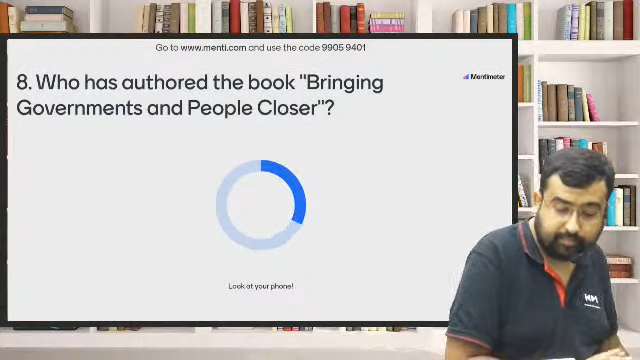 Go to www.menti.com and use the code 9905 9401
8. Who has authored the book "Bringing
Governments and People Closer"?
Mentimeter
Look at your phone!